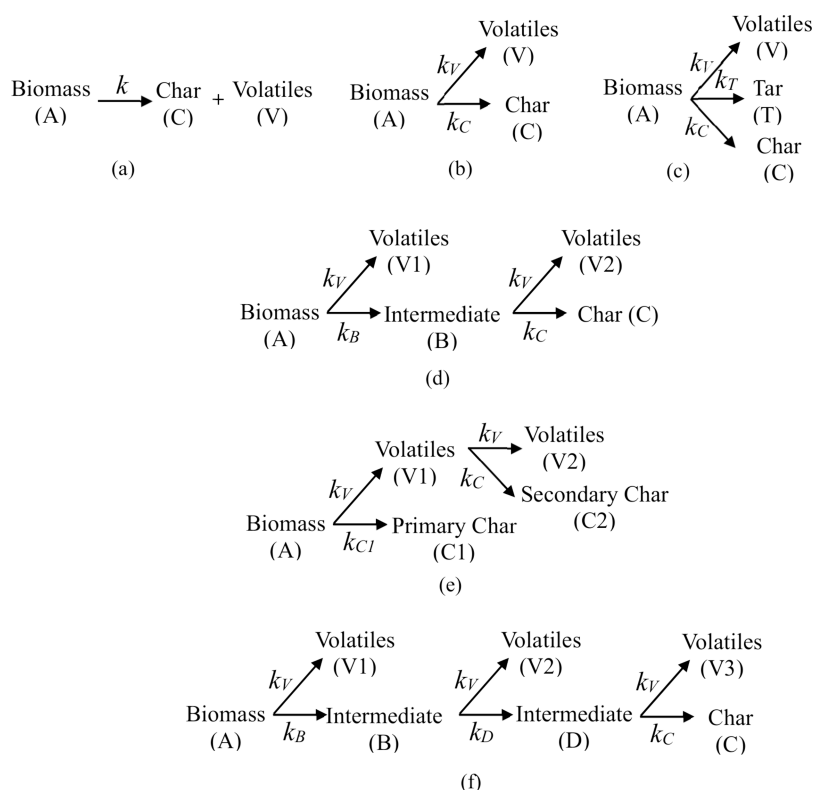 Biomass (A) k Char (C) + Volatiles (V)
(a)
Biomass (A) kV Volatiles (V)
kC Char (C)
(b)
Biomass (A) kV Volatiles (V)
kT Tar (T)
kC Char (C)
(c)
Biomass (A) kV Volatiles (V1)
kB Intermediate (B) kV Volatiles (V2)
kC Char (C)
(d)
Biomass (A) kV Volatiles (V1) kV Volatiles (V2)
kC Secondary Char (C2)
kC1 Primary Char (C1)
(e)
Biomass (A) kV Volatiles (V1)
kB Intermediate (B) kV Volatiles (V2)
kD Intermediate (D) kV Volatiles (V3)
kC Char (C)
(f)